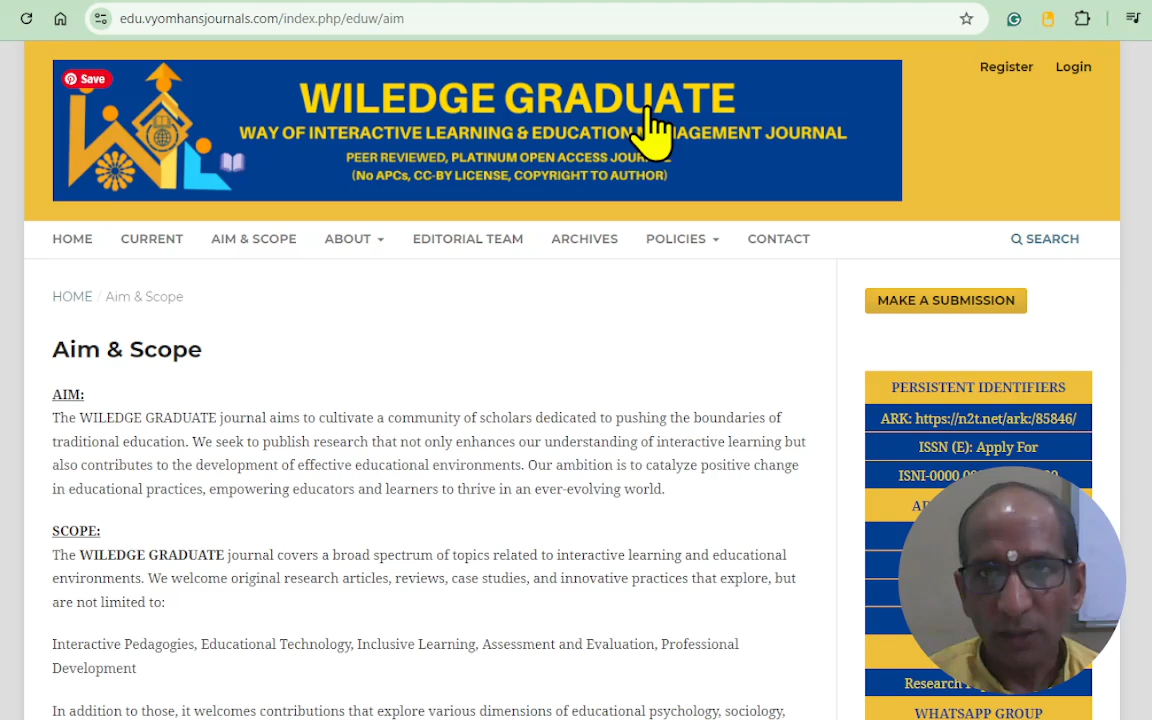 edu.vyomhansjournals.com/index.php/eduw/aim
Save
Register
Login
WILEDGE GRADUATE
WAY OF INTERACTIVE LEARNING & EDUCATION MANAGEMENT JOURNAL
PEER REVIEWED, PLATINUM OPEN ACCESS
(No APCs, CC-BY LICENSE, COPYRIGHT TO AUTHOR)
HOME
CURRENT
AIM & SCOPE
ABOUT
EDITORIAL TEAM
ARCHIVES
POLICIES
CONTACT
SEARCH
HOME / Aim & Scope
Aim & Scope
AIM:
The WILEDGE GRADUATE journal aims to cultivate a community of scholars dedicated to pushing the boundaries of
traditional education. We seek to publish research that not only enhances our understanding of interactive learning but
also contributes to the development of effective educational environments. Our ambition is to catalyze positive change
in educational practices, empowering educators and learners to thrive in an ever-evolving world.
SCOPE:
The WILEDGE GRADUATE journal covers a broad spectrum of topics related to interactive learning and educational
environments. We welcome original research articles, reviews, case studies, and innovative practices that explore, but
are not limited to:
Interactive Pedagogies, Educational Technology, Inclusive Learning, Assessment and Evaluation, Professional
Development
In addition to those, it welcomes contributions that explore various dimensions of educational psychology, sociology,
MAKE A SUBMISSION
PERSISTENT IDENTIFIERS
ARK: https://n2t.net/ark:/85846/
ISSN (E): Apply For
ISNI-0000
Research
WHATSAPP GROUP